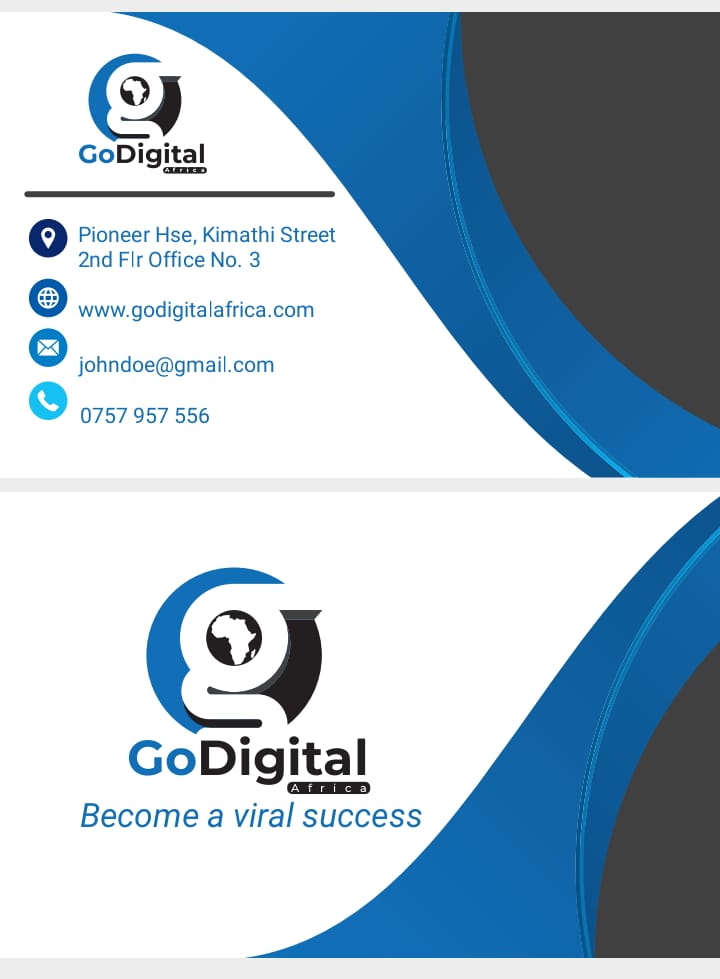 GoDigital
Africa
Pioneer Hse, Kimathi Street
2nd Flr Office No. 3
www.godigitalafrica.com
johndoe@gmail.com
0757 957 556
GoDigital
Africa
Become a viral success